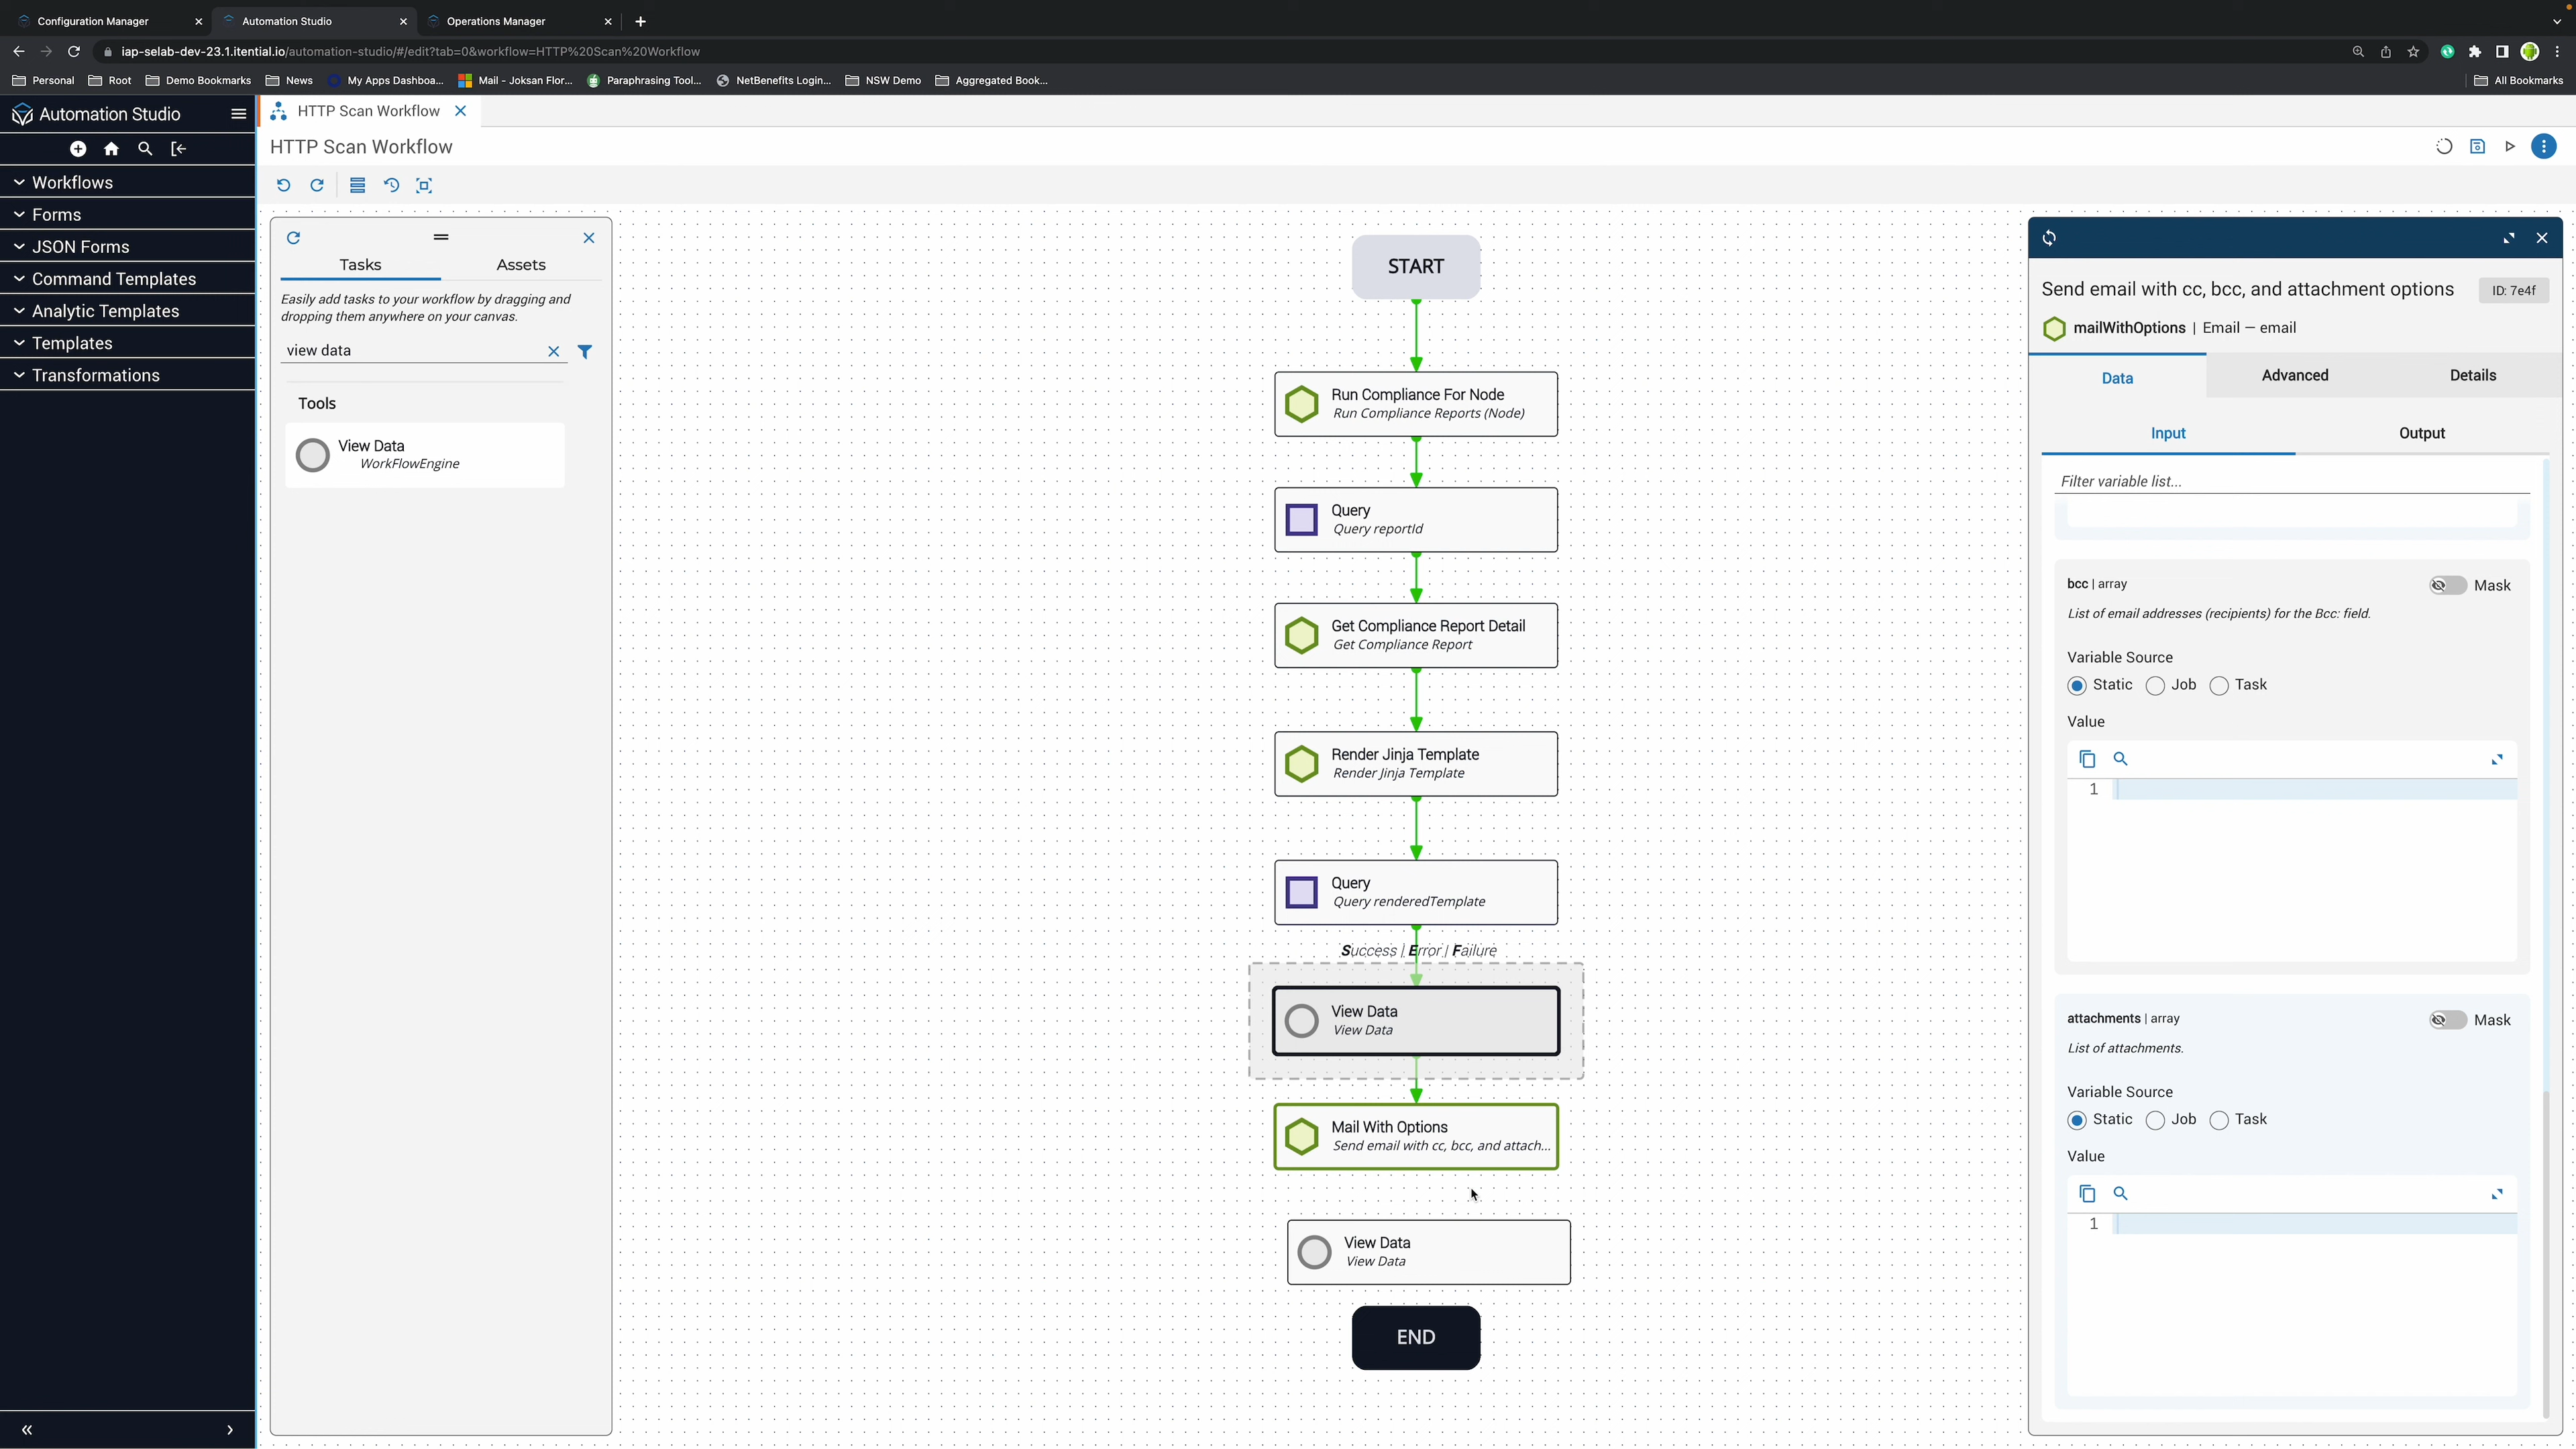 Configuration Manager
Automation Studio
Operations Manager
iap-selab-dev-23.1.itential.io/automation-studio/#/edit?tab=0&workflow=HTTP%20Scan%20Workflow
Personal
Root
Demo Bookmarks
News
My Apps Dashboa...
Mail - Joksan Flor...
Paraphrasing Tool...
NetBenefits Login...
NSW Demo
Aggregated Book...
All Bookmarks
Automation Studio
HTTP Scan Workflow
HTTP Scan Workflow
Workflows
Forms
JSON Forms
Command Templates
Analytic Templates
Templates
Transformations
Tasks
Assets
Easily add tasks to your workflow by dragging and
dropping them anywhere on your canvas.
view data
Tools
View Data
WorkFlowEngine
START
Run Compliance For Node
Run Compliance Reports (Node)
Query
Query reportId
Get Compliance Report Detail
Get Compliance Report
Render Jinja Template
Render Jinja Template
Query
Query renderedTemplate
Success | Error | Failure
View Data
View Data
Mail With Options
Send email with cc, bcc, and attach...
View Data
View Data
END
Send email with cc, bcc, and attachment options
ID: 7e4f
mailWithOptions | Email — email
Data
Advanced
Details
Input
Output
Filter variable list...
bcc | array
Mask
List of email addresses (recipients) for the Bcc: field.
Variable Source
Static
Job
Task
Value
1
attachments | array
Mask
List of attachments.
Variable Source
Static
Job
Task
Value
1